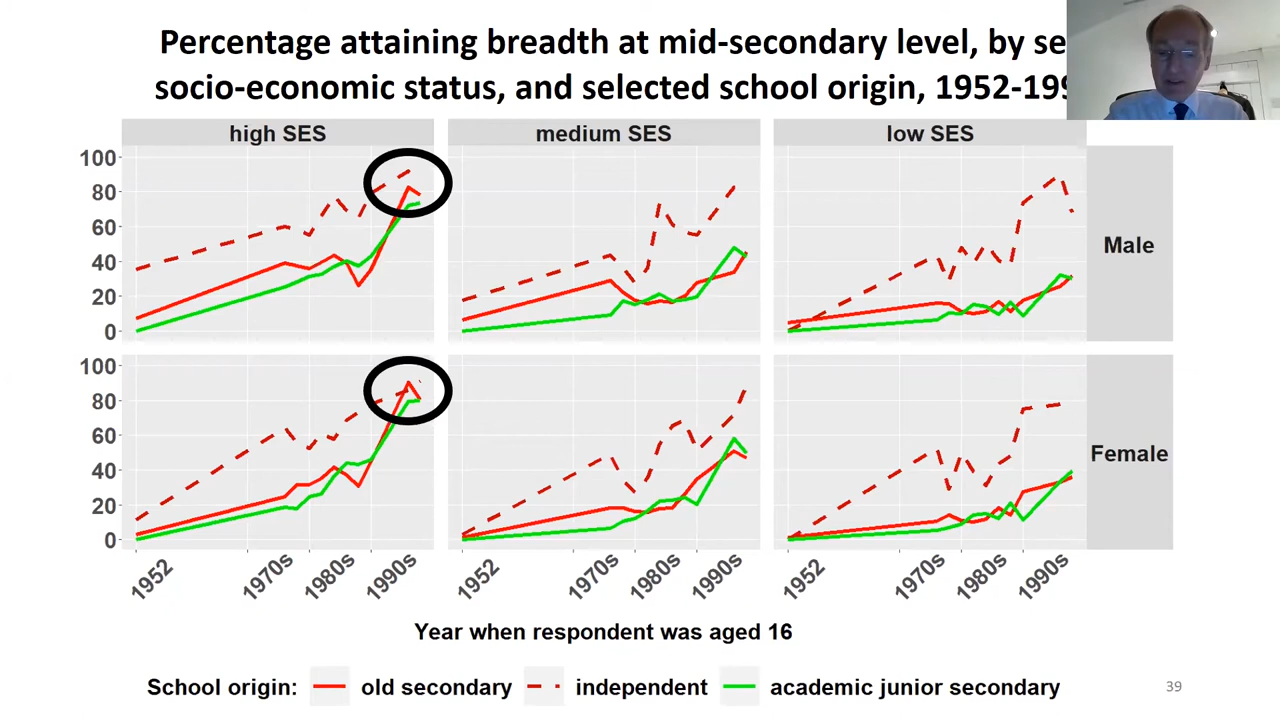 Percentage attaining breadth at mid-secondary level, by se
socio-economic status, and selected school origin, 1952-199
high SES medium SES low SES
100
80
60
40
20
0
Male
100
80
60
40
20
0
Female
1952 1970s 1980s 1990s 1952 1970s 1980s 1990s 1952 1970s 1980s 1990s
Year when respondent was aged 16
School origin: old secondary independent academic junior secondary
39